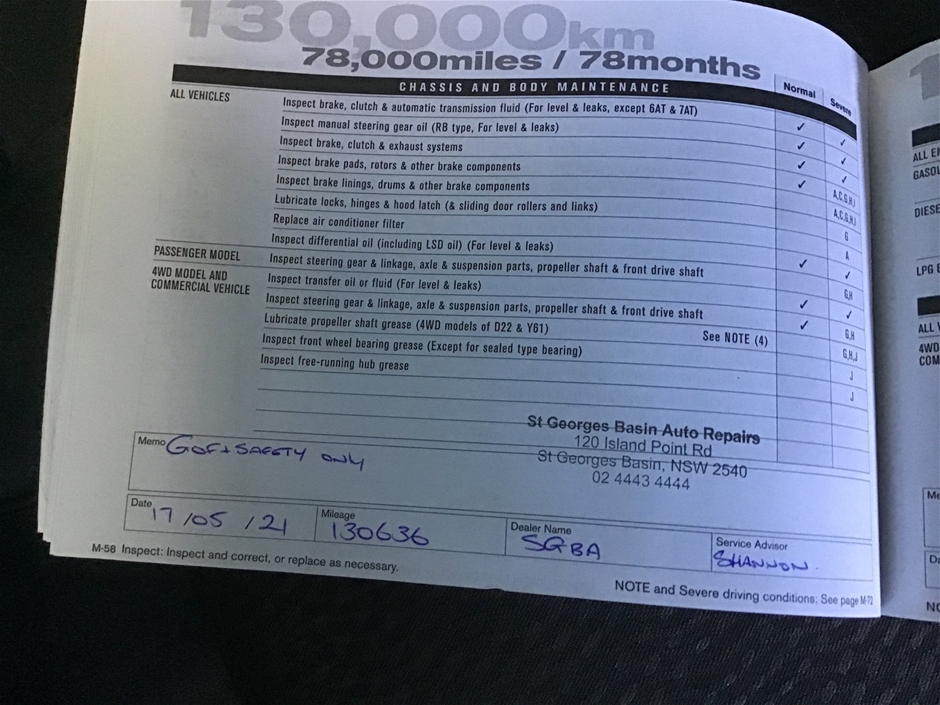 130,000km
78,000miles / 78months
CHASSIS AND BODY MAINTENANCE Normal Severe
ALL VEHICLES Inspect brake, clutch & automatic transmission fluid (For level & leaks, except 6AT & 7AT) ✓ ✓
Inspect manual steering gear oil (RB type, For level & leaks) ✓ ✓
Inspect brake, clutch & exhaust systems ✓ ✓
Inspect brake pads, rotors & other brake components ✓ A,C,G,H,I
Inspect brake linings, drums & other brake components A,C,G,H,I
Lubricate locks, hinges & hood latch (& sliding door rollers and links) G
Replace air conditioner filter A
Inspect differential oil (including LSD oil) (For level & leaks) ✓ ✓
PASSENGER MODEL Inspect steering gear & linkage, axle & suspension parts, propeller shaft & front drive shaft G,H
4WD MODEL AND COMMERCIAL VEHICLE Inspect transfer oil or fluid (For level & leaks) ✓ ✓
Inspect steering gear & linkage, axle & suspension parts, propeller shaft & front drive shaft ✓ G,H
Lubricate propeller shaft grease (4WD models of D22 & Y61) See NOTE (4) G,H,J
Inspect front wheel bearing grease (Except for sealed type bearing) J
Inspect free-running hub grease J
St Georges Basin Auto Repairs
120 Island Point Rd
St Georges Basin, NSW 2540
02 4443 4444
Memo GOF + SAFETY ONLY
Date 17/05/21 Mileage 130636 Dealer Name SGBA Service Advisor SHANNON.
M-58 Inspect: Inspect and correct, or replace as necessary.
NOTE and Severe driving conditions: See page M-72
GASOL
DIESE
LPG E
ALL V
4WD
COM